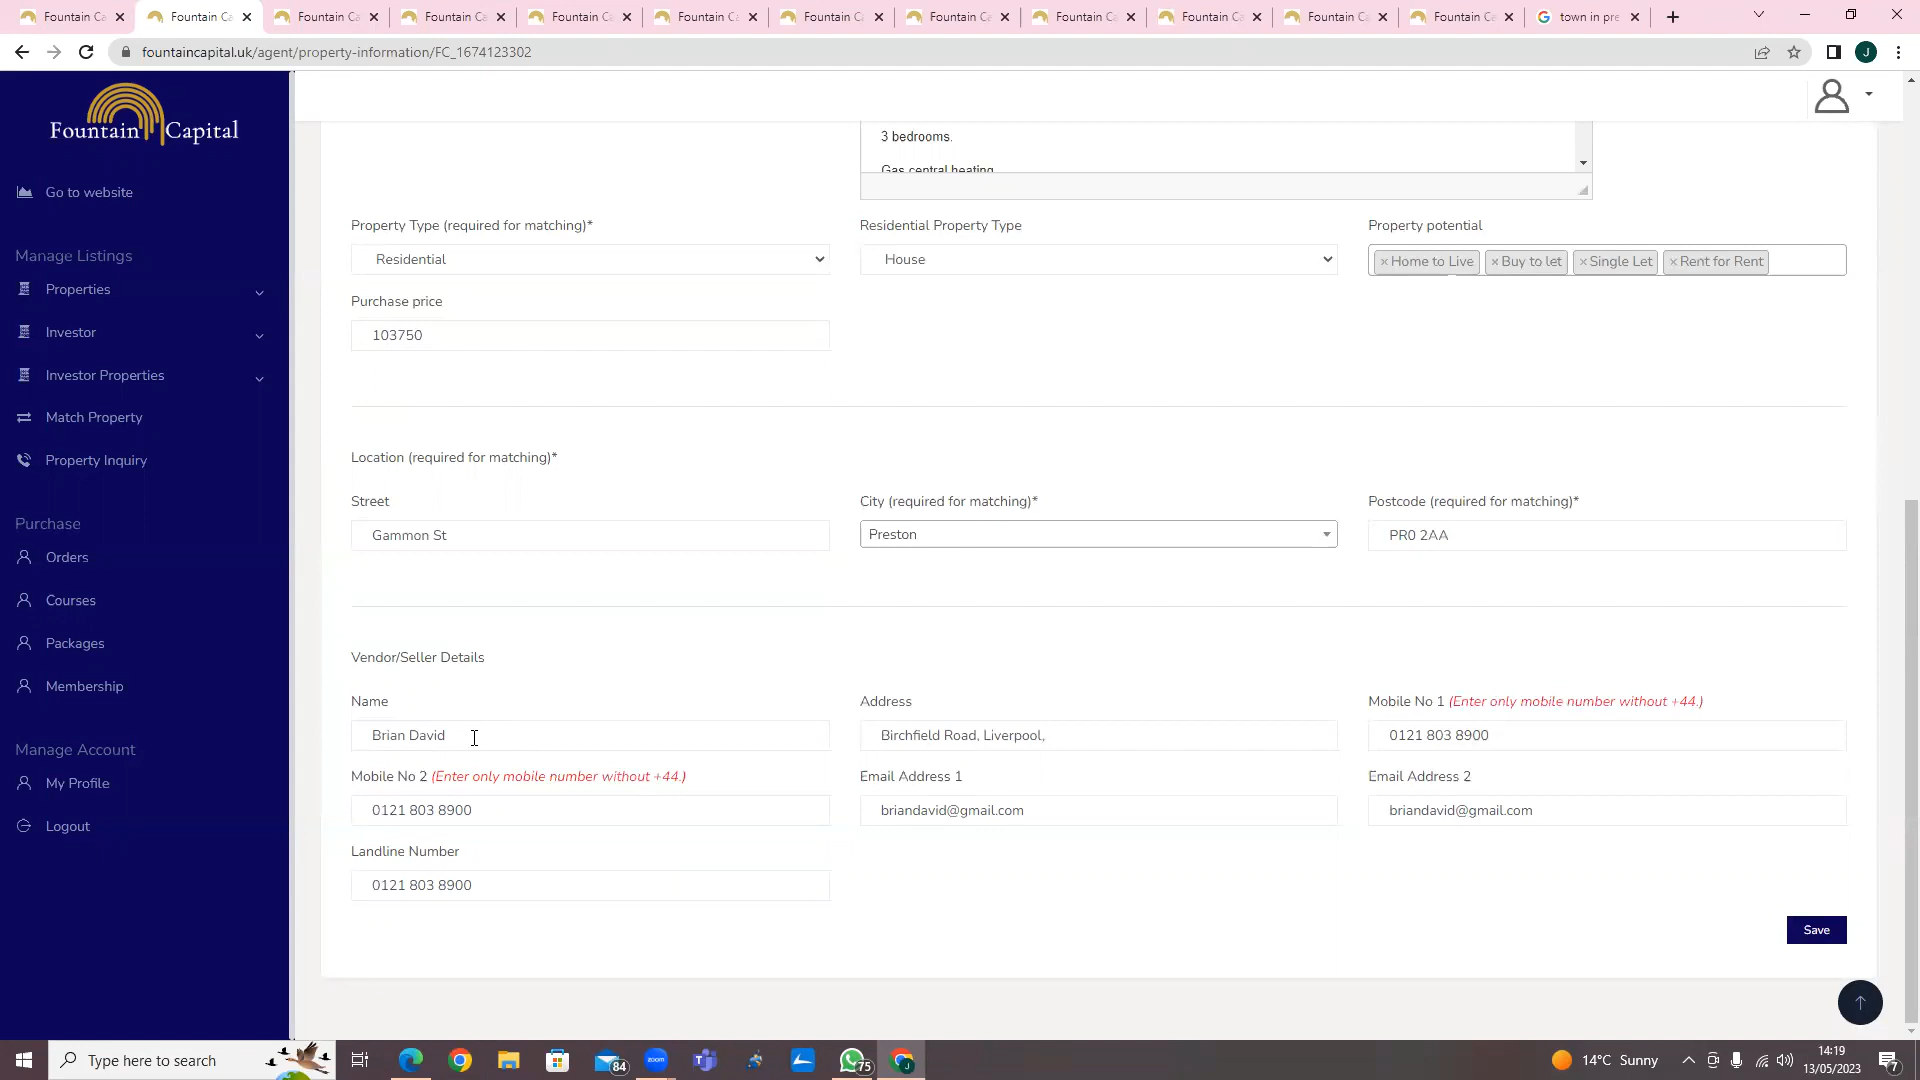 Fountain Ca × Fountain Ca × Fountain Ca × Fountain Ca × Fountain Ca × Fountain Ca × Fountain Ca × Fountain Ca × Fountain Ca × Fountain Ca × Fountain Ca × Fountain Ca × town in pre ×
fountaincapital.uk/agent/property-information/FC_1674123302
J
Fountain Capital
Go to website
Manage Listings
Properties
Investor
Investor Properties
Match Property
Property Inquiry
Purchase
Orders
Courses
Packages
Membership
Manage Account
My Profile
Logout
3 bedrooms.
Gas central heating
Property Type (required for matching)* Residential Property Type Property potential
Residential House ×Home to Live ×Buy to let ×Single Let ×Rent for Rent
Purchase price
103750
Location (required for matching)*
Street City (required for matching)* Postcode (required for matching)*
Gammon St Preston PR0 2AA
Vendor/Seller Details
Name Address Mobile No 1 (Enter only mobile number without +44.)
Brian David Birchfield Road, Liverpool, 0121 803 8900
Mobile No 2 (Enter only mobile number without +44.) Email Address 1 Email Address 2
0121 803 8900 briandavid@gmail.com briandavid@gmail.com
Landline Number
0121 803 8900
Save
Type here to search 84 zoom 75 J 14°C Sunny 14:19
13/05/2023 7